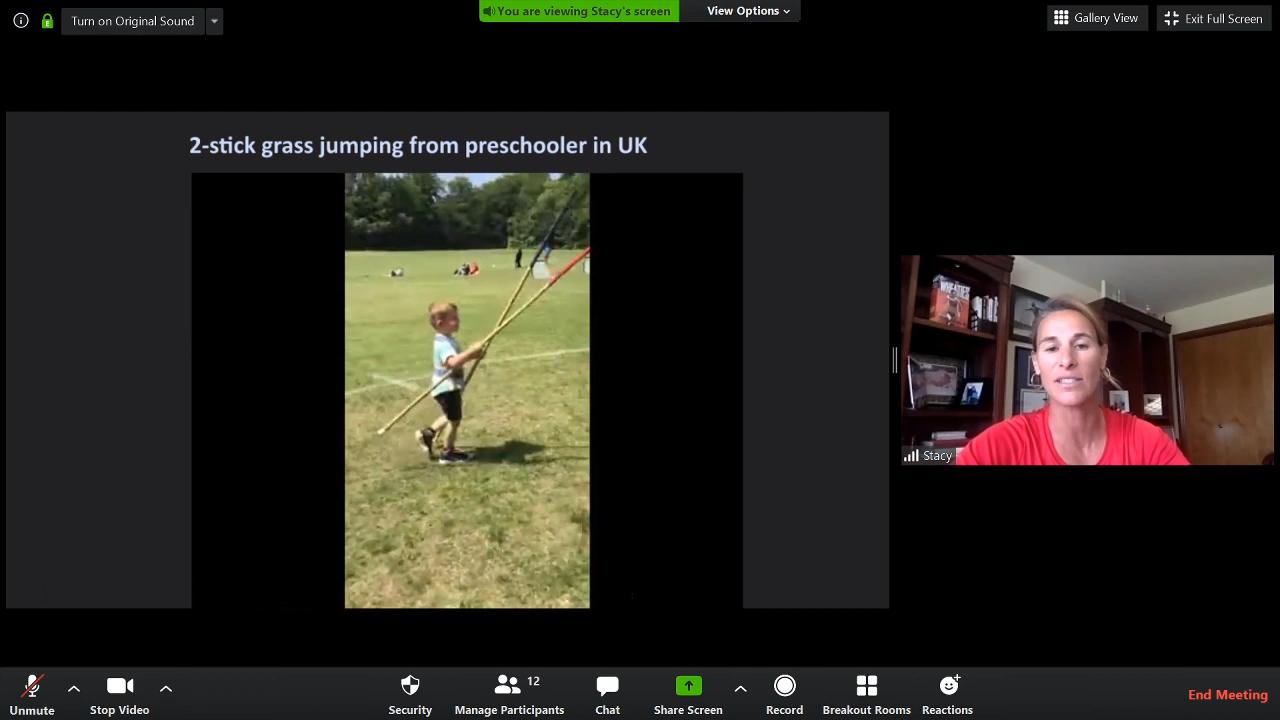 Turn on Original Sound
You are viewing Stacy's screen
View Options
Gallery View
Exit Full Screen
2-stick grass jumping from preschooler in UK
WHEATIES
Stacy
Unmute
Stop Video
Security
Manage Participants
12
Chat
Share Screen
Record
Breakout Rooms
Reactions
End Meeting